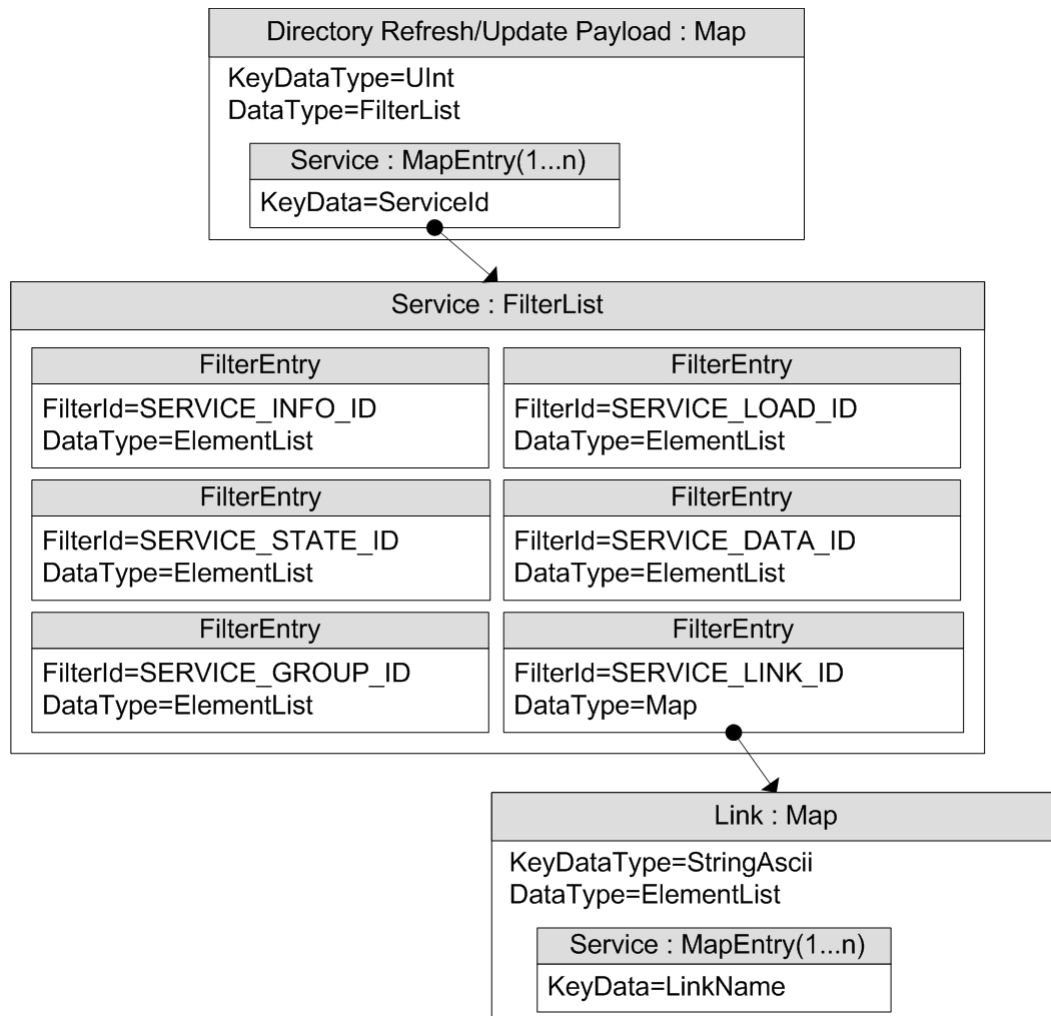 Directory Refresh/Update Payload : Map
KeyDataType=UInt
DataType=FilterList
Service : MapEntry(1...n)
KeyData=ServiceId
Service : FilterList
FilterEntry
FilterId=SERVICE_INFO_ID
DataType=ElementList
FilterEntry
FilterId=SERVICE_LOAD_ID
DataType=ElementList
FilterEntry
FilterId=SERVICE_STATE_ID
DataType=ElementList
FilterEntry
FilterId=SERVICE_DATA_ID
DataType=ElementList
FilterEntry
FilterId=SERVICE_GROUP_ID
DataType=ElementList
FilterEntry
FilterId=SERVICE_LINK_ID
DataType=Map
Link : Map
KeyDataType=StringAscii
DataType=ElementList
Service : MapEntry(1...n)
KeyData=LinkName